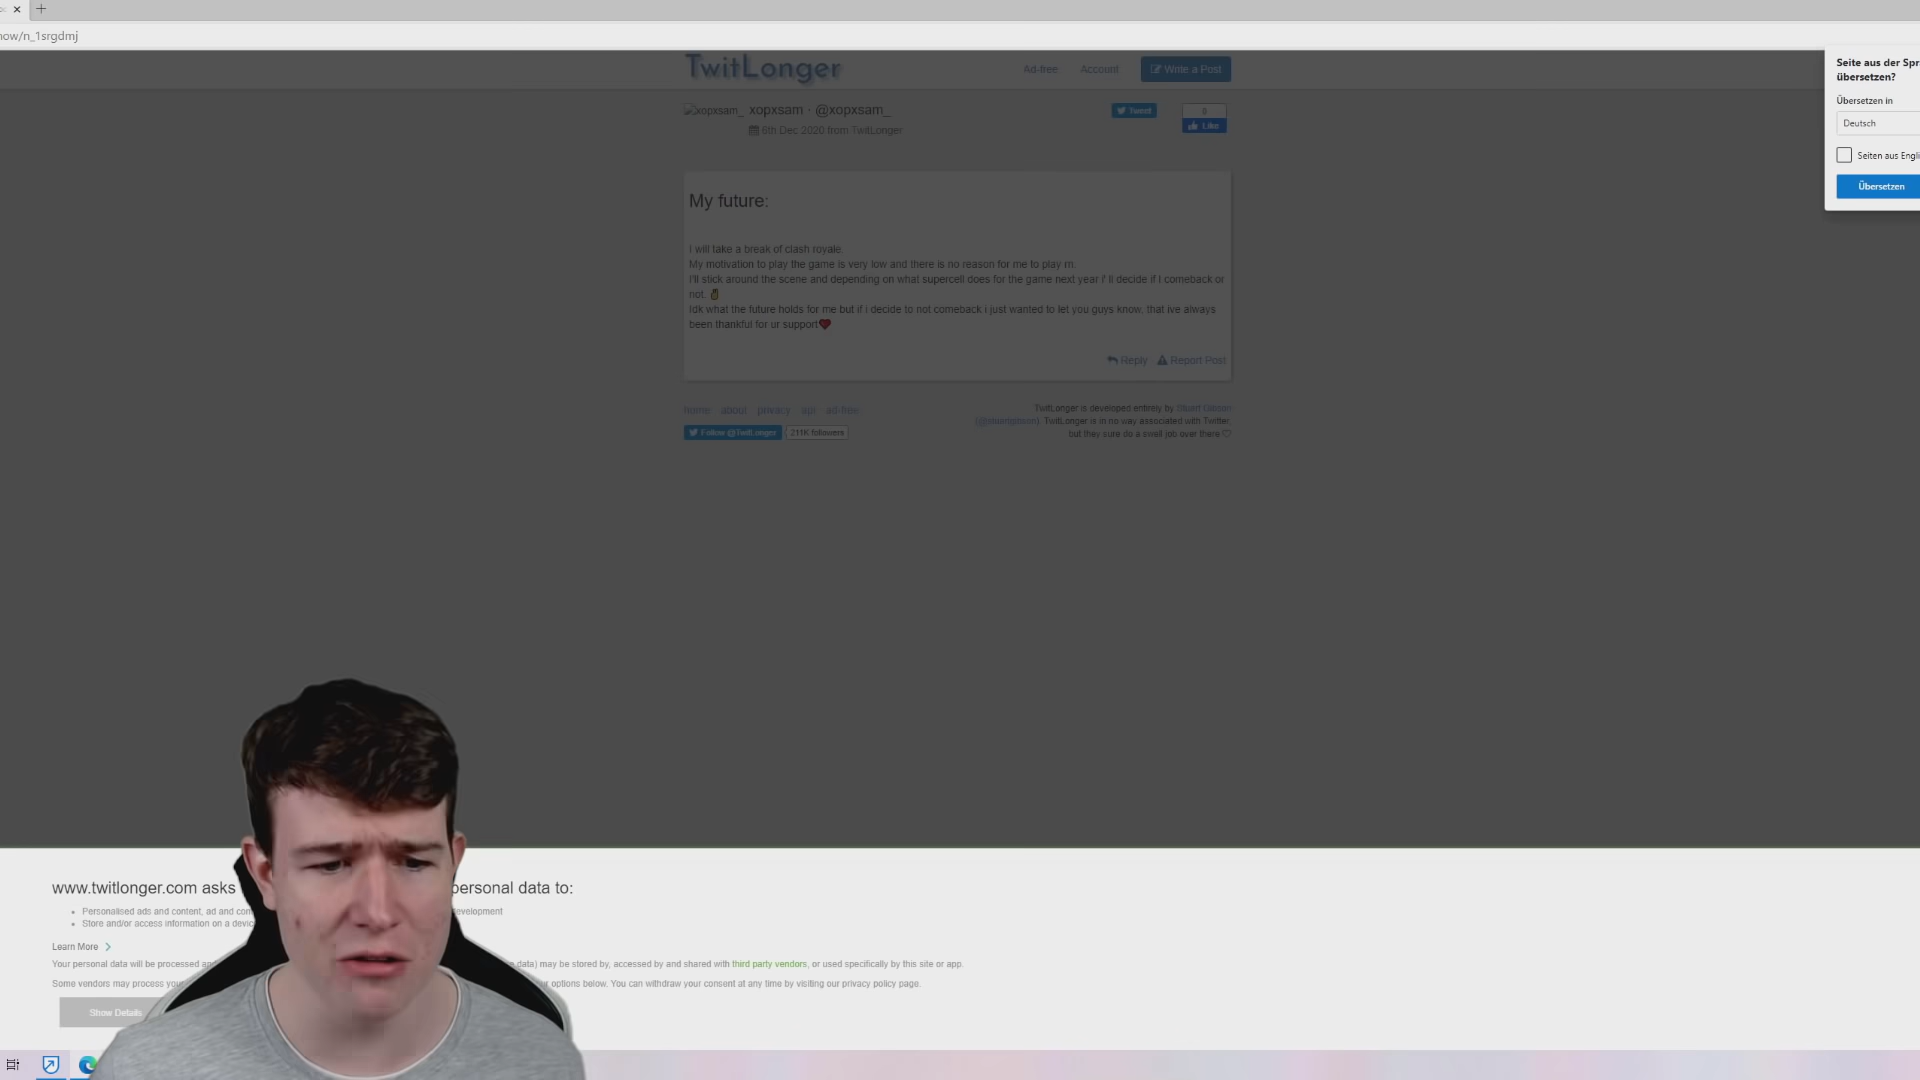 now/n_1srgdmj
TwitLonger
Ad-free
Account
Write a Post
xopxsam_
xopxsam · @xopxsam_
6th Dec 2020 from TwitLonger
Tweet
0
Like
My future:
I will take a break of clash royale.
My motivation to play the game is very low and there is no reason for me to play rn.
I'll stick around the scene and depending on what supercell does for the game next year i' ll decide if I comeback or
not.
Idk what the future holds for me but if i decide to not comeback i just wanted to let you guys know, that ive always
been thankful for ur support
Reply
Report Post
home about privacy api ad-free
Follow @TwitLonger
211K followers
TwitLonger is developed entirely by Stuart Gibson
(@stuartgibson). TwitLonger is in no way associated with Twitter,
but they sure do a swell job over there
Seite aus der Spr
übersetzen?
Übersetzen in
Deutsch
Seiten aus Engli
Übersetzen
www.twitlonger.com asks
personal data to:
Personalised ads and content, ad and con
evelopment
Store and/or access information on a devic
Learn More
Your personal data will be processed an
data) may be stored by, accessed by and shared with third party vendors, or used specifically by this site or app.
Some vendors may process your
options below. You can withdraw your consent at any time by visiting our privacy policy page.
Show Details